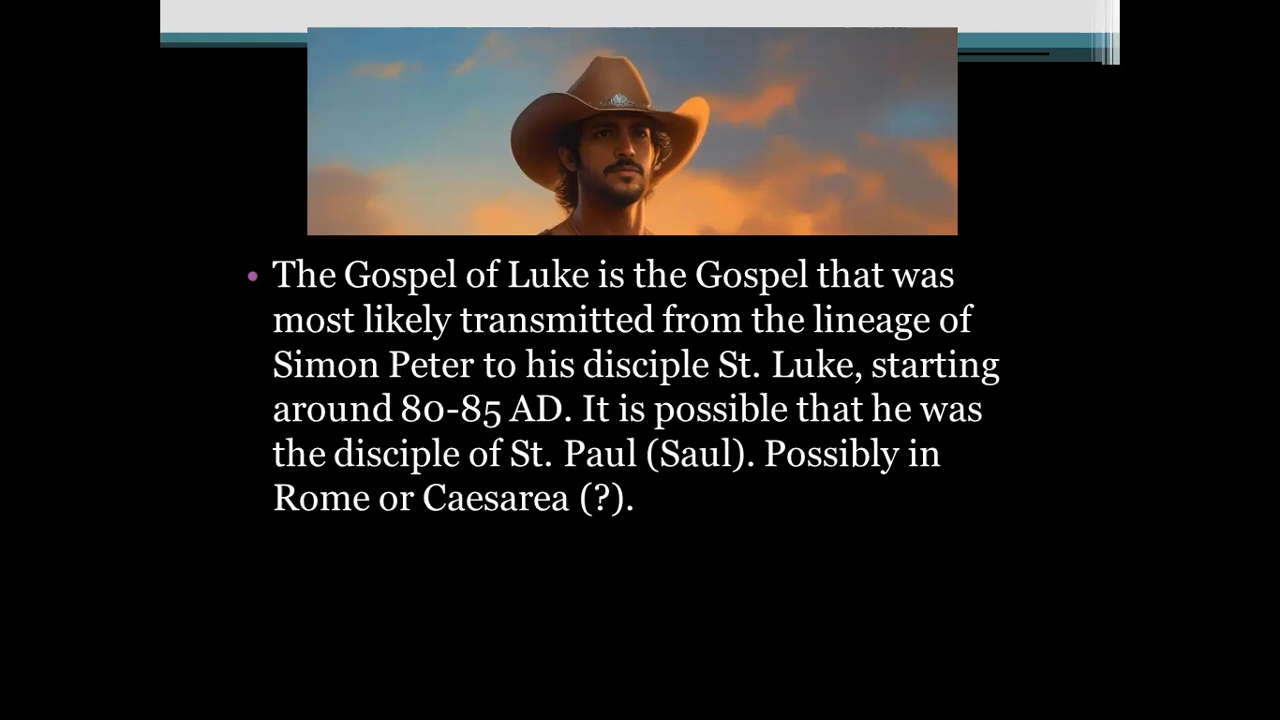 • The Gospel of Luke is the Gospel that was
most likely transmitted from the lineage of
Simon Peter to his disciple St. Luke, starting
around 80-85 AD. It is possible that he was
the disciple of St. Paul (Saul). Possibly in
Rome or Caesarea (?).